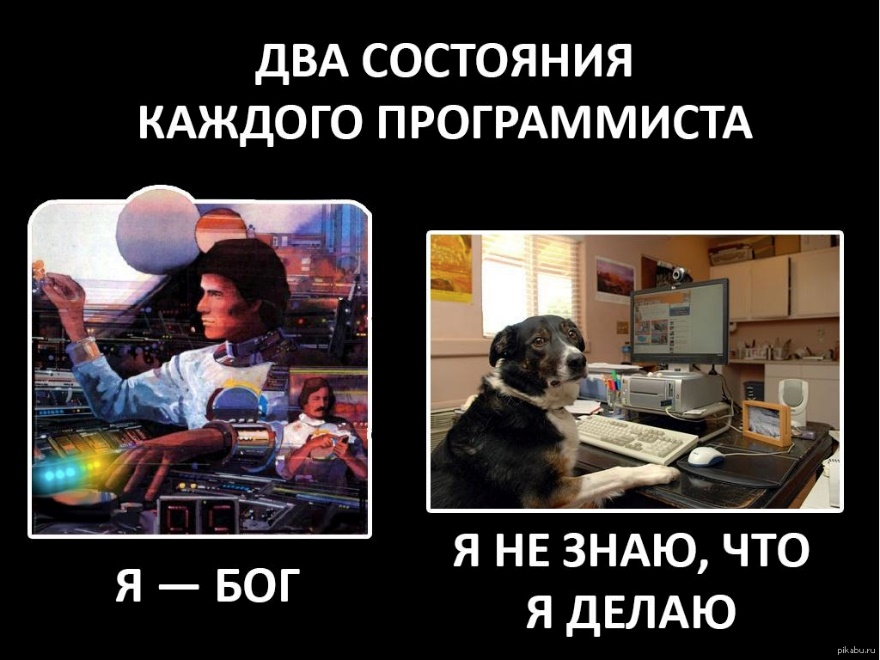 ДВА СОСТОЯНИЯ
КАЖДОГО ПРОГРАММИСТА
Я — БОГ
Я НЕ ЗНАЮ, ЧТО
Я ДЕЛАЮ
pikabu.ru